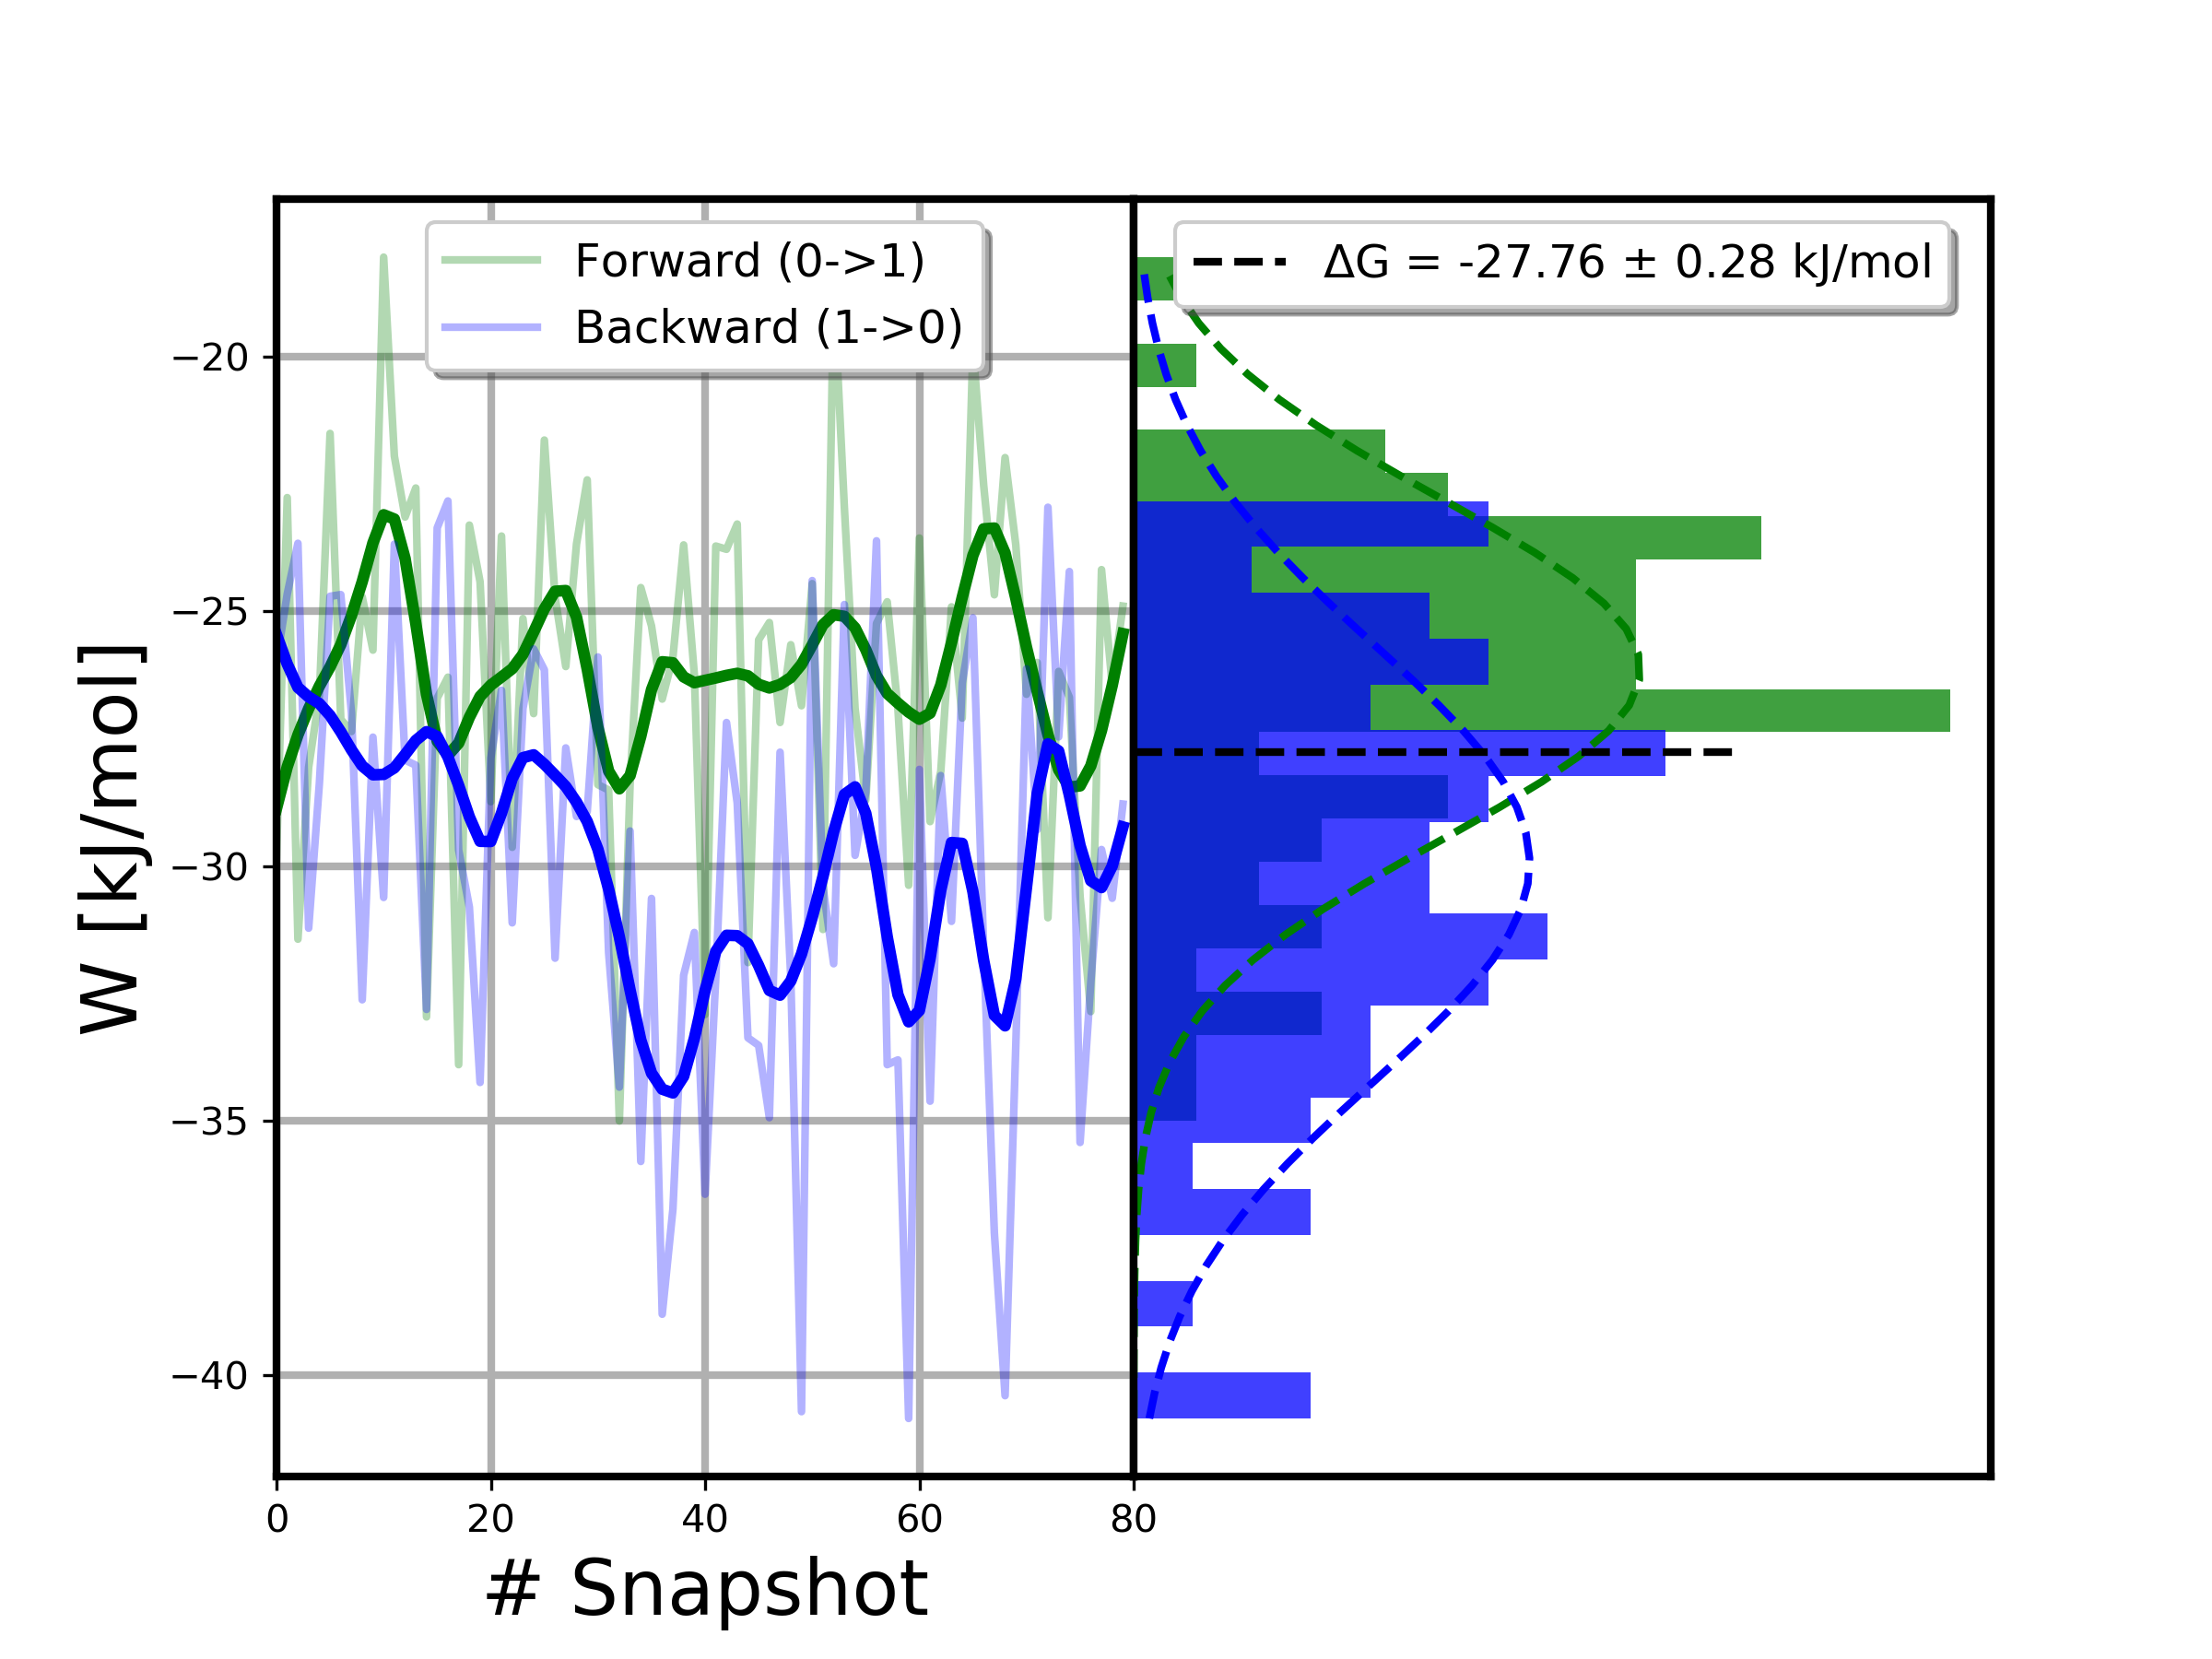 Forward (0->1)
Backward (1->0)
ΔG = -27.76 ± 0.28 kJ/mol
W [kJ/mol]
−20
−25
−30
−35
−40
0 20 40 60 80
# Snapshot